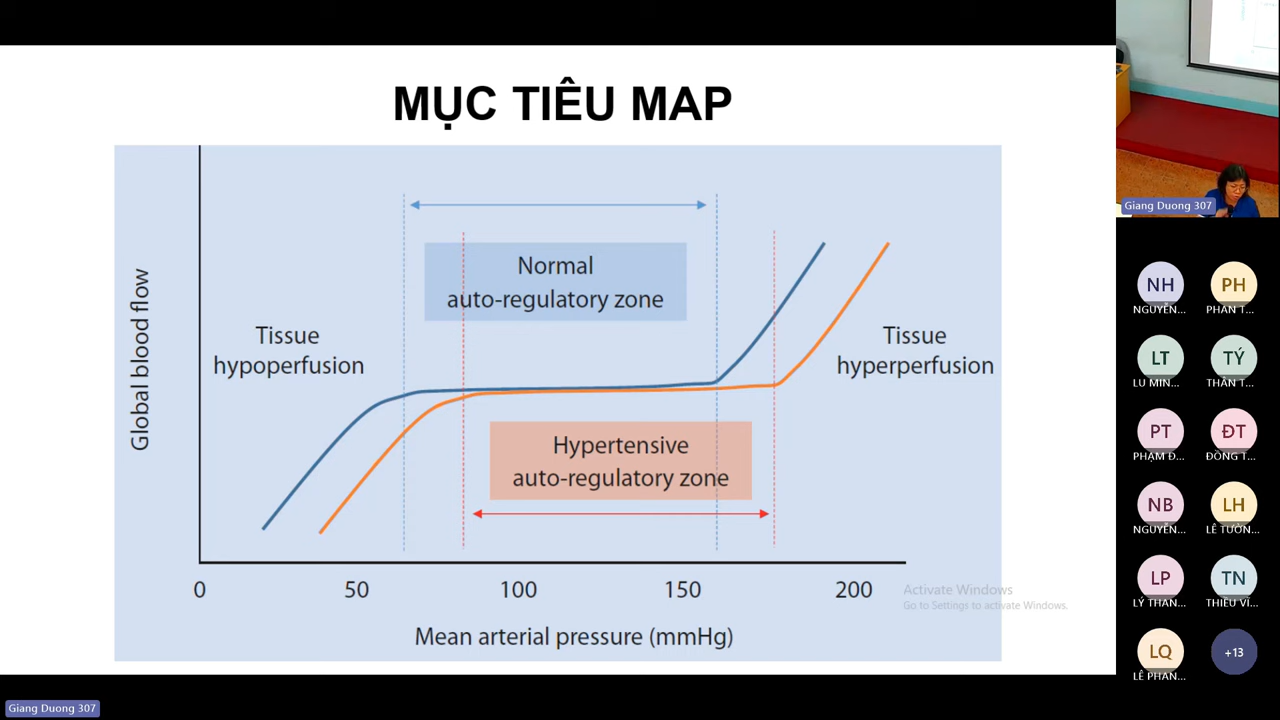 MỤC TIÊU MAP
Normal
auto-regulatory zone
Tissue
hypoperfusion
Tissue
hyperperfusion
Global blood flow
Hypertensive
auto-regulatory zone
0
50
100
150
200
Mean arterial pressure (mmHg)
Activate Windows
Go to Settings to activate Windows.
Giang Duong 307
Giang Duong 307
NH
NGUYỄN...
PH
PHAN T...
LT
LU MIN...
TÝ
THÂN T...
PT
PHẠM Đ...
ĐT
ĐỒNG T...
NB
NGUYỄN...
LH
LÊ TƯỜN...
LP
LÝ THAN...
TN
THIỀU VĨ...
LQ
LÊ PHAN...
+13